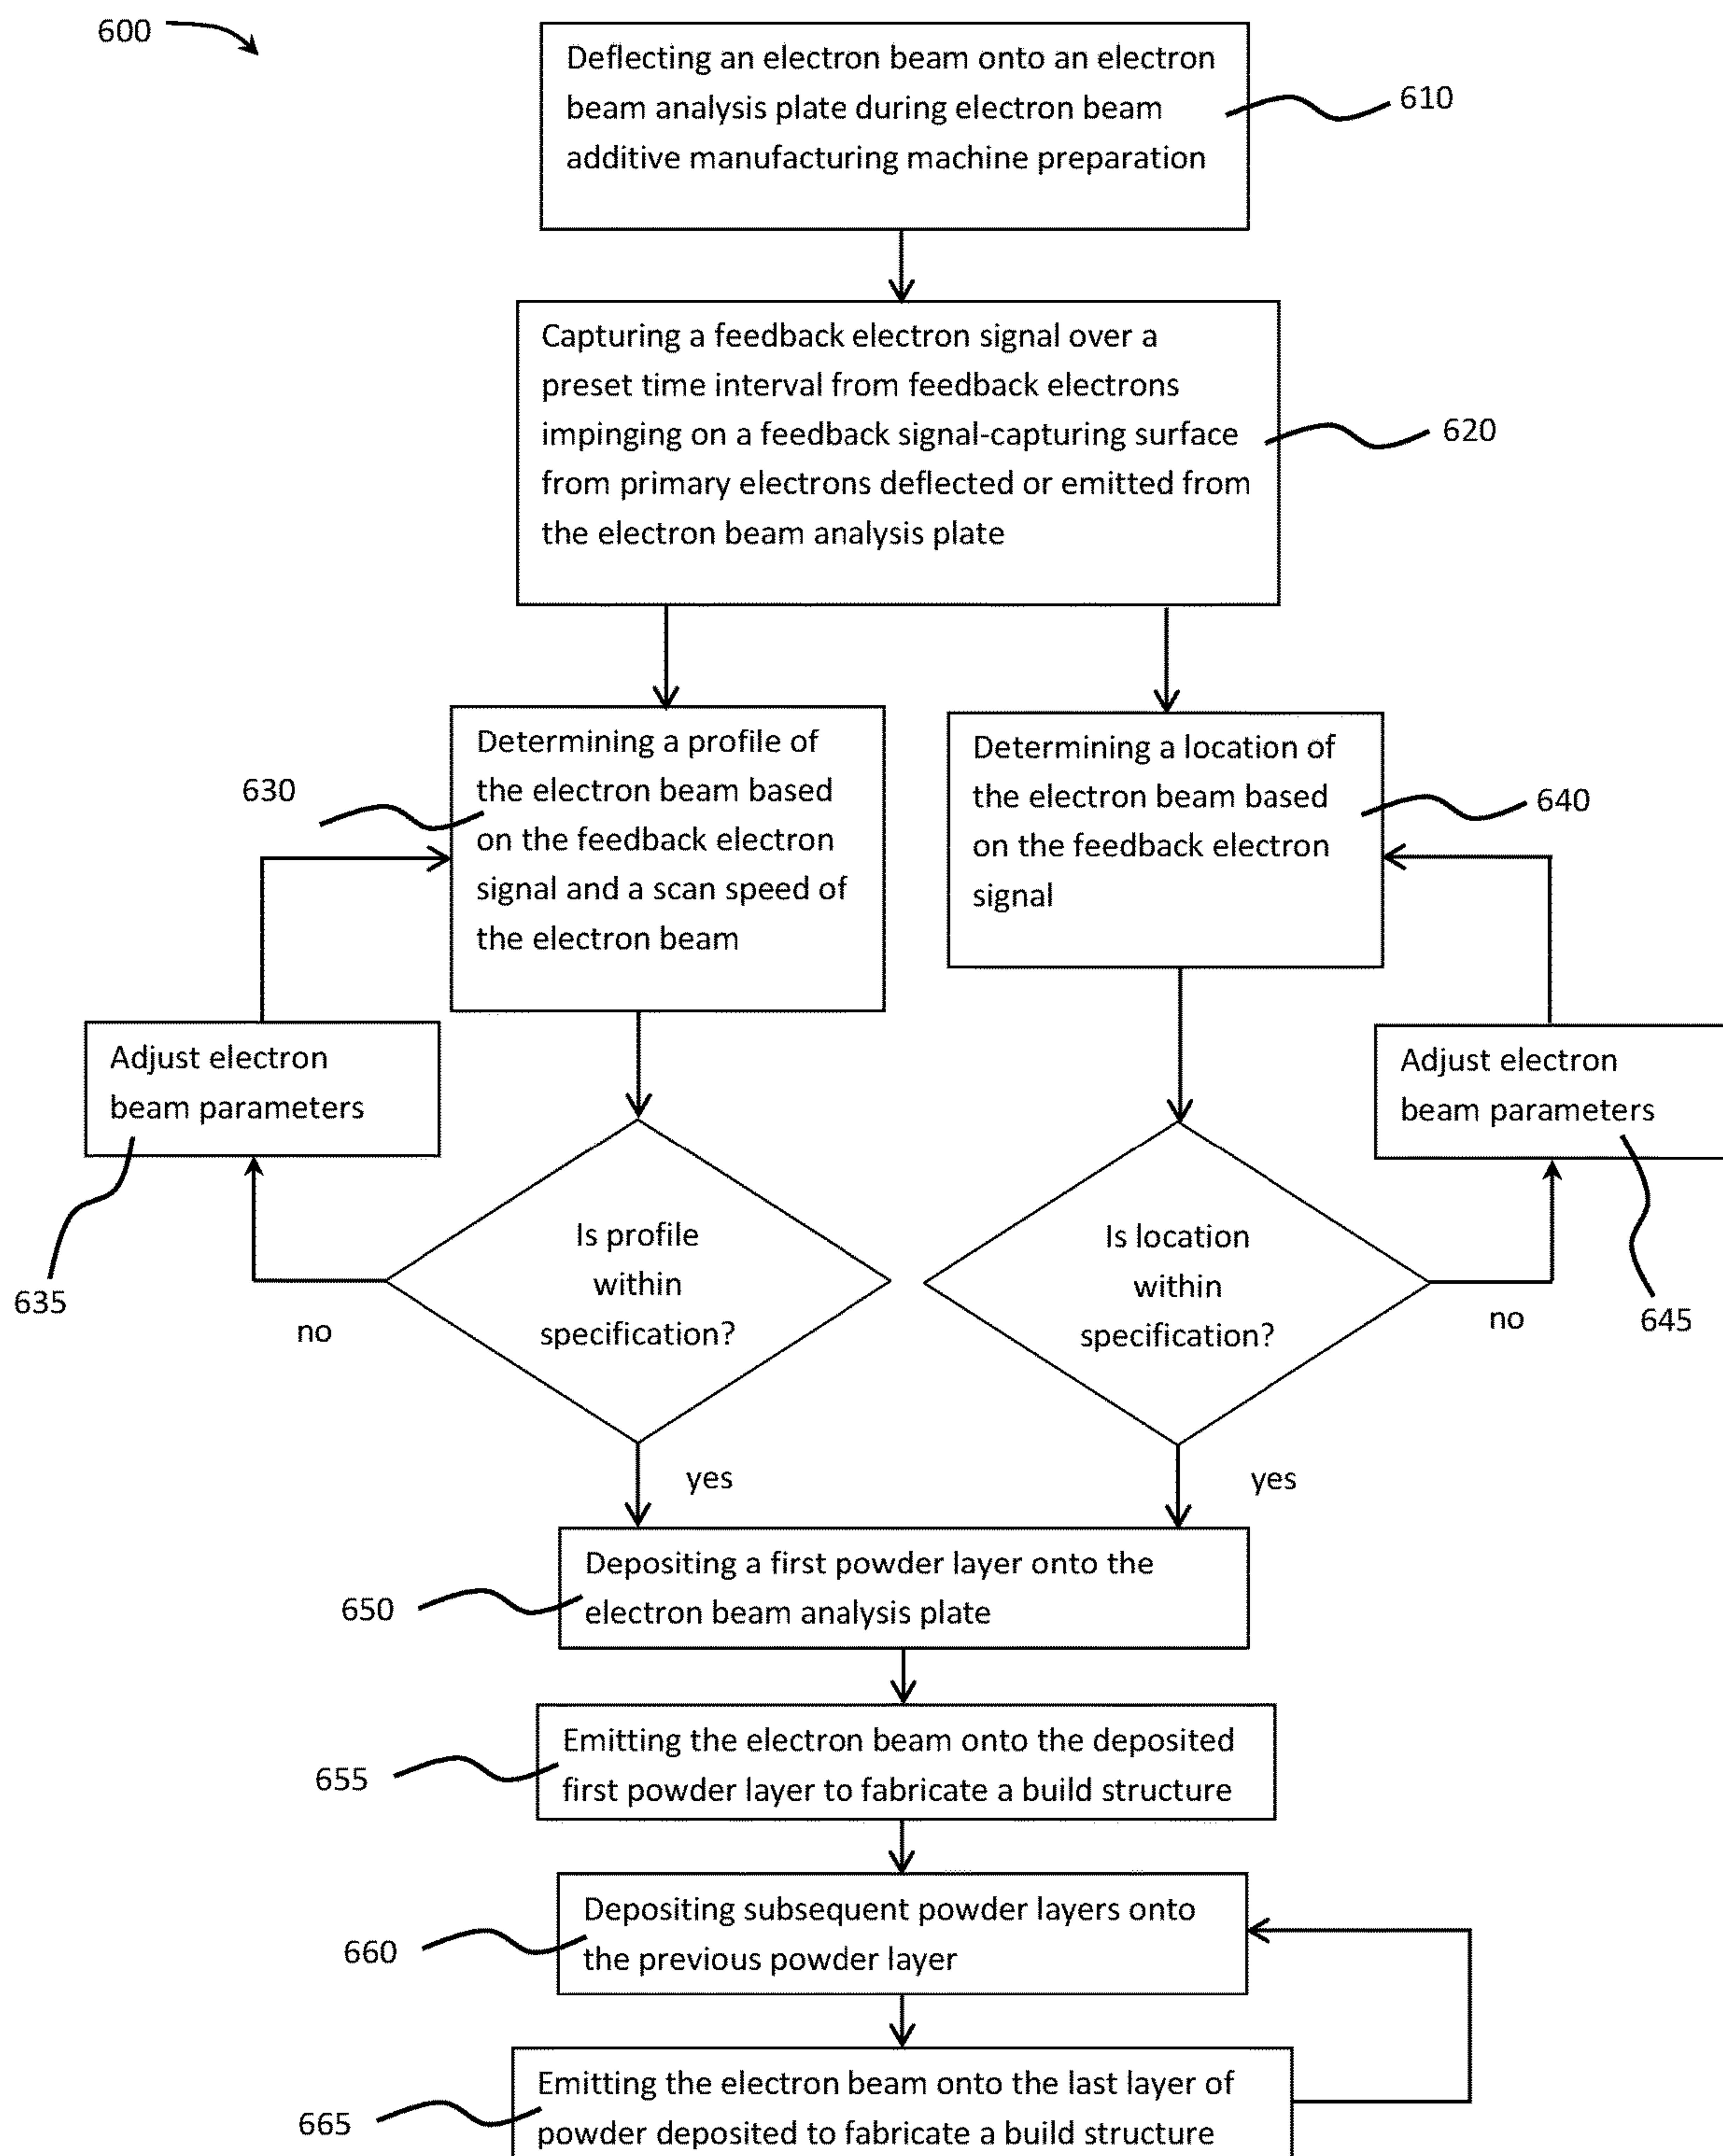 600
Deflecting an electron beam onto an electron
beam analysis plate during electron beam
additive manufacturing machine preparation
610
Capturing a feedback electron signal over a
preset time interval from feedback electrons
impinging on a feedback signal-capturing surface
from primary electrons deflected or emitted from
the electron beam analysis plate
620
Determining a profile of
the electron beam based
on the feedback electron
signal and a scan speed of
the electron beam
630
Determining a location of
the electron beam based
on the feedback electron
signal
640
Adjust electron
beam parameters
635
Adjust electron
beam parameters
645
Is profile
within
specification?
no
yes
Is location
within
specification?
no
yes
Depositing a first powder layer onto the
electron beam analysis plate
650
Emitting the electron beam onto the deposited
first powder layer to fabricate a build structure
655
Depositing subsequent powder layers onto
the previous powder layer
660
Emitting the electron beam onto the last layer of
powder deposited to fabricate a build structure
665